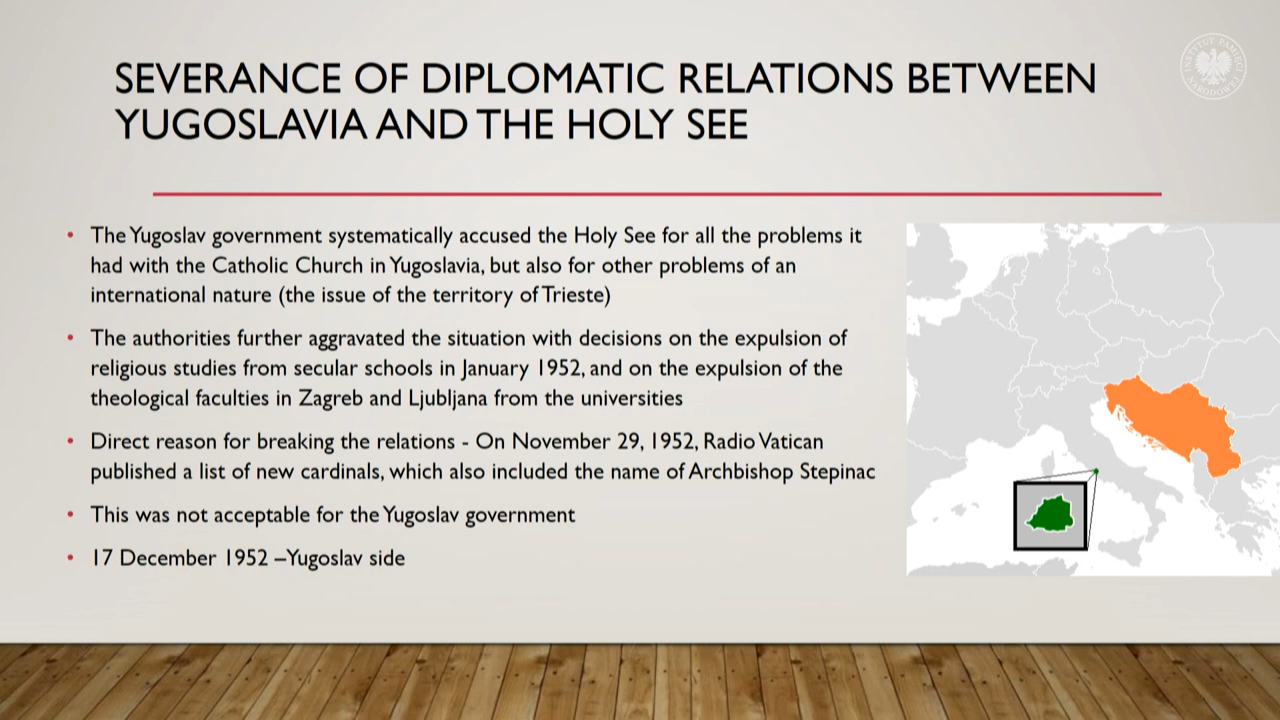 SEVERANCE OF DIPLOMATIC RELATIONS BETWEEN
YUGOSLAVIA AND THE HOLY SEE
INSTYTUT PAMIĘCI NARODOWEJ
• The Yugoslav government systematically accused the Holy See for all the problems it
had with the Catholic Church in Yugoslavia, but also for other problems of an
international nature (the issue of the territory of Trieste)
• The authorities further aggravated the situation with decisions on the expulsion of
religious studies from secular schools in January 1952, and on the expulsion of the
theological faculties in Zagreb and Ljubljana from the universities
• Direct reason for breaking the relations - On November 29, 1952, Radio Vatican
published a list of new cardinals, which also included the name of Archbishop Stepinac
• This was not acceptable for the Yugoslav government
• 17 December 1952 –Yugoslav side